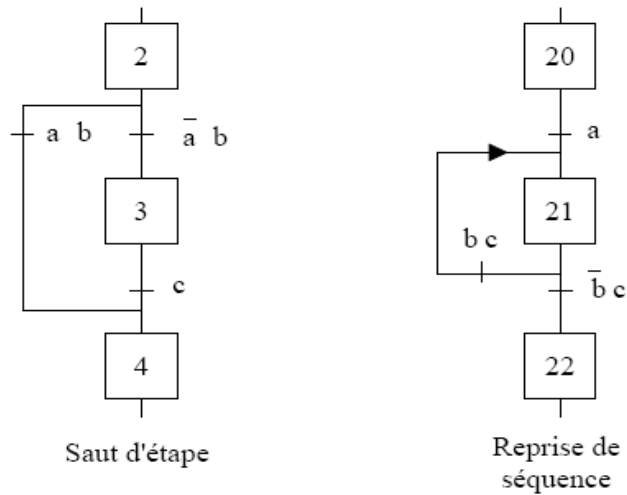 2
a b
a̅ b
3
c
4
Saut d'étape
20
a
21
b c
b̅ c
22
Reprise de
séquence